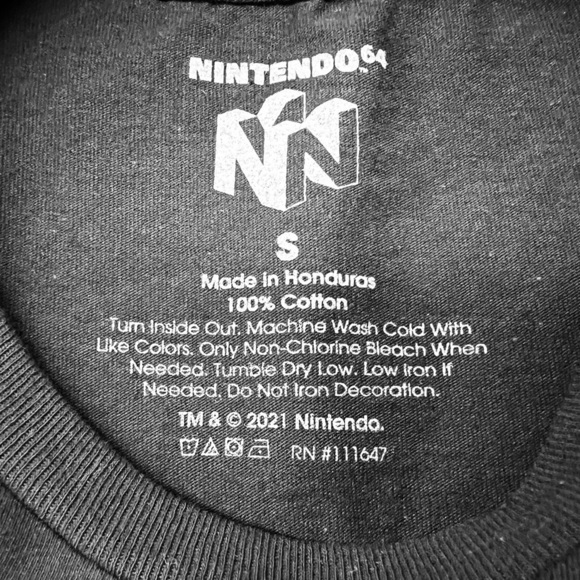 NINTENDO™64
S
Made in Honduras
100% Cotton
Turn Inside Out. Machine Wash Cold With
Like Colors. Only Non-Chlorine Bleach When
Needed. Tumble Dry Low. Low Iron If
Needed. Do Not Iron Decoration.
TM & © 2021 Nintendo.
RN #111647